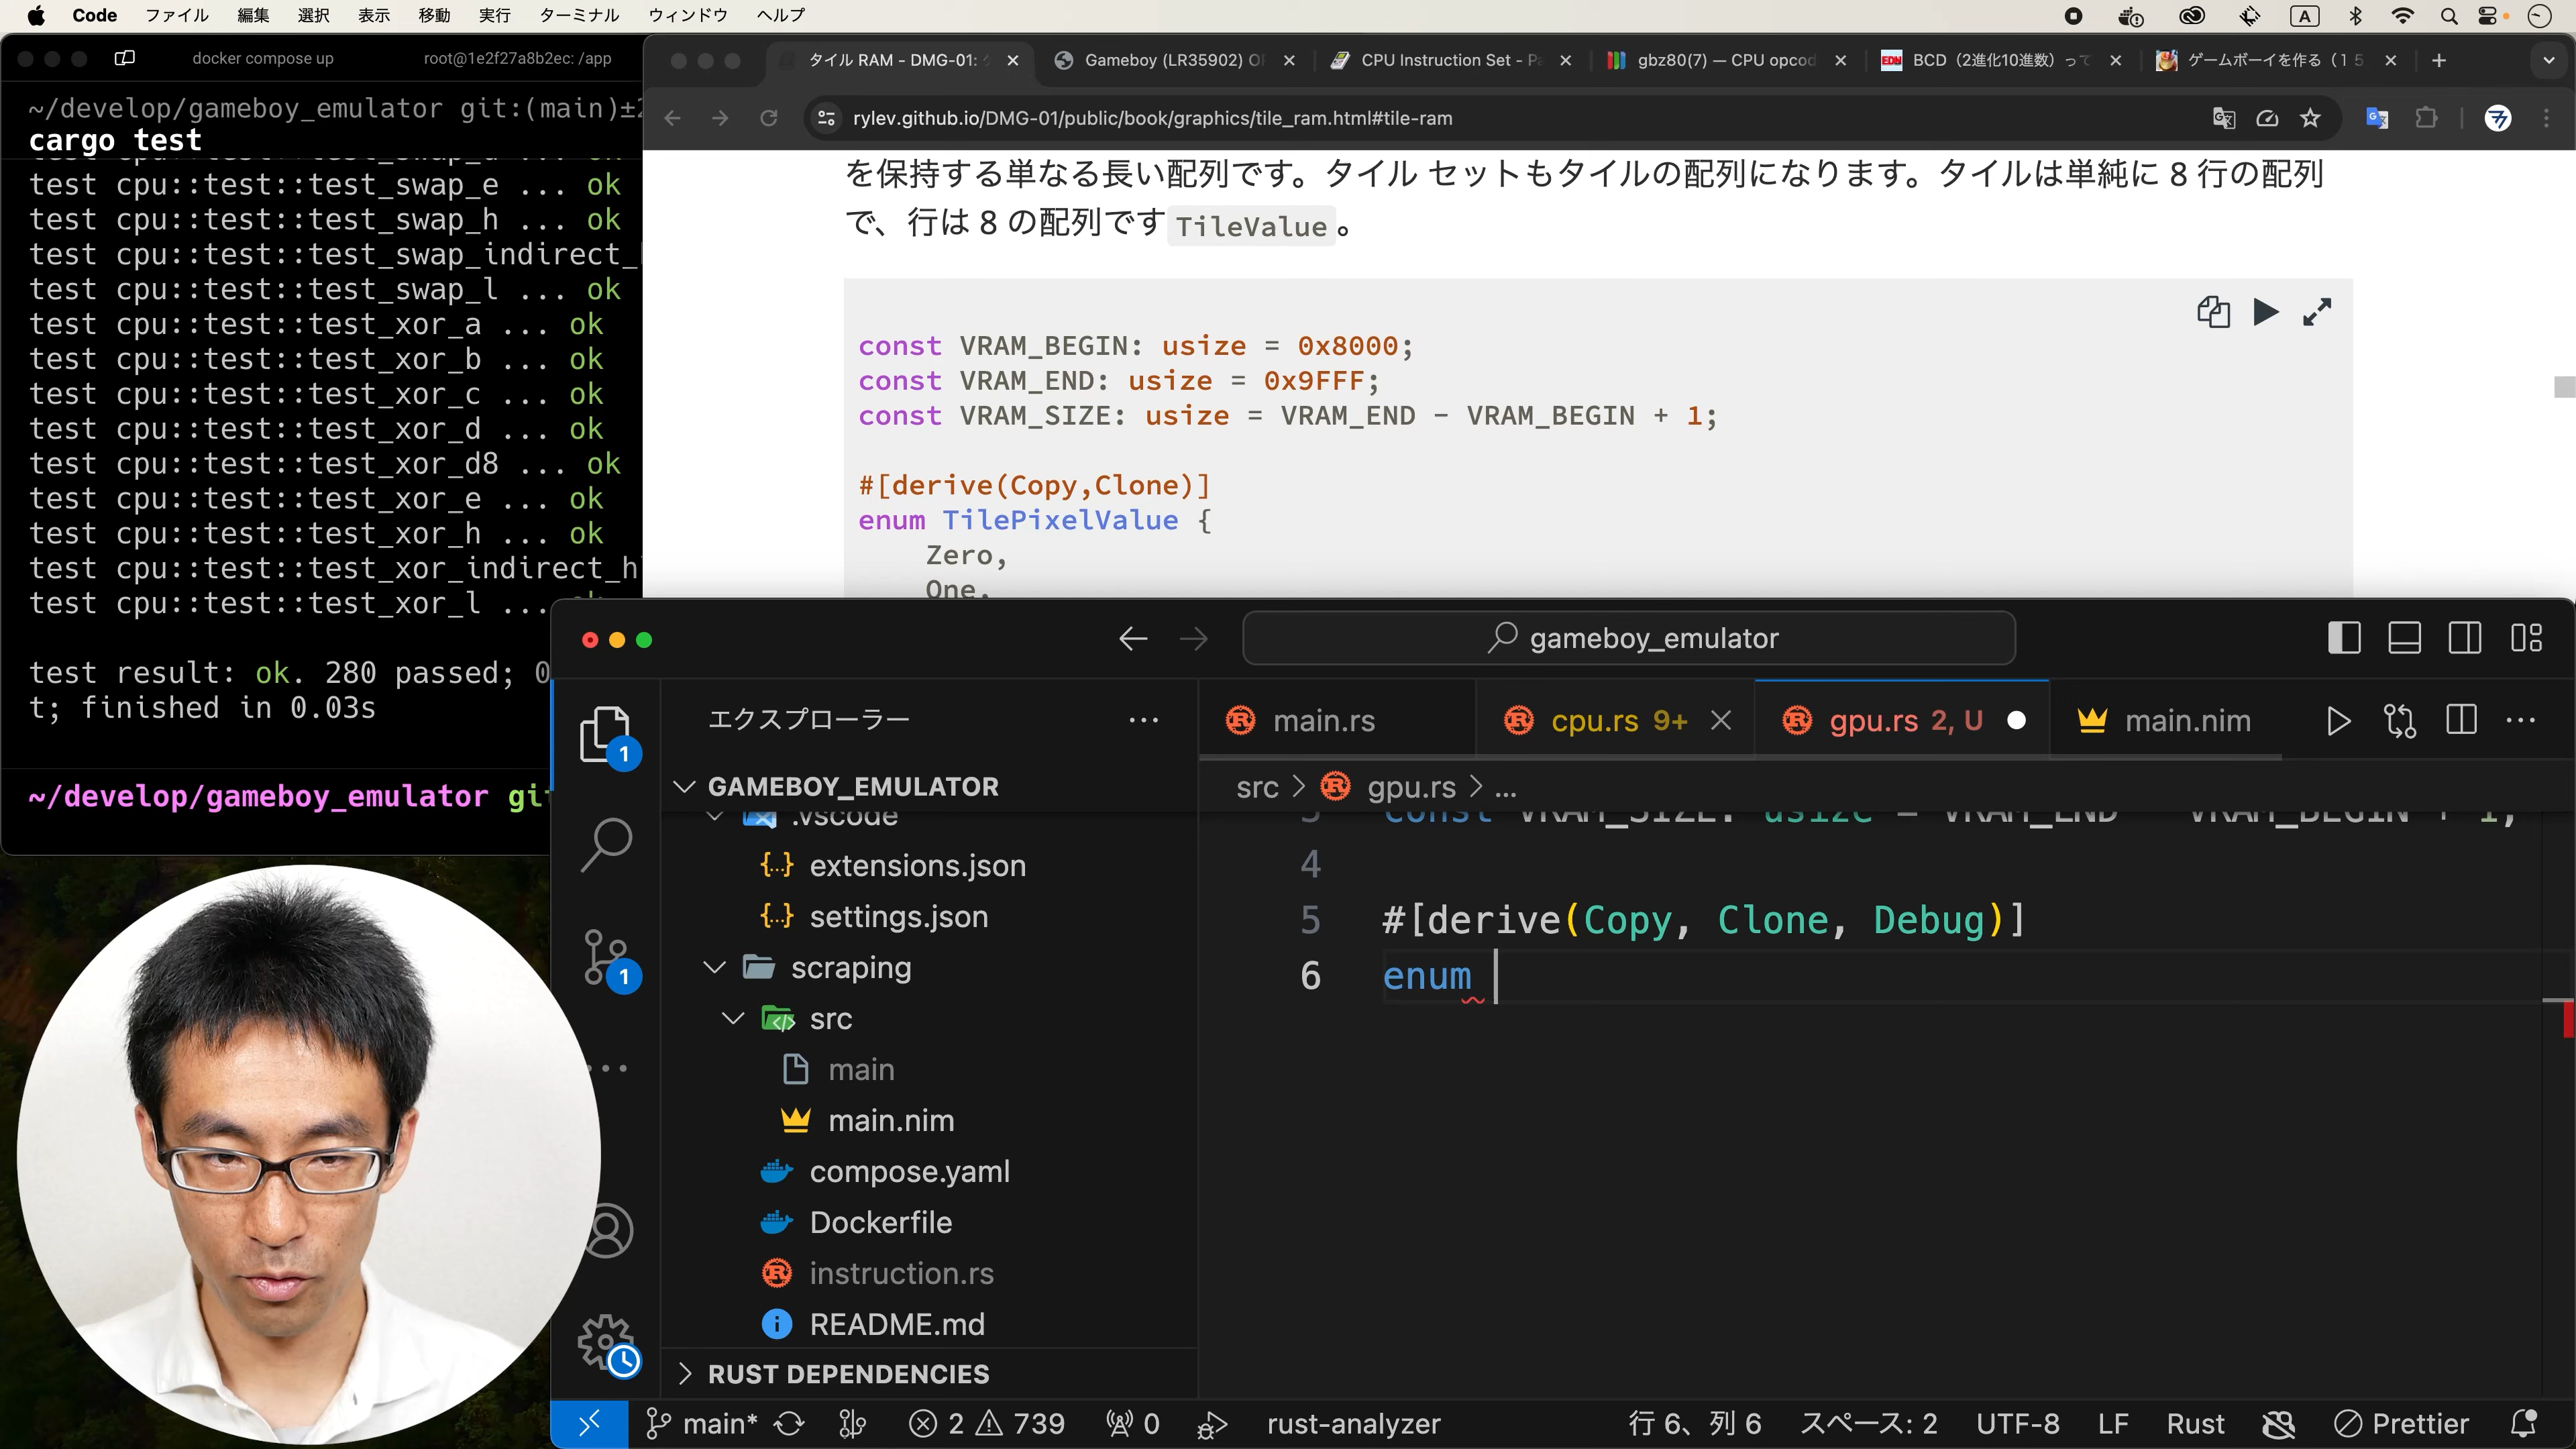 Code ファイル 編集 選択 表示 移動 実行 ターミナル ウィンドウ ヘルプ A
docker compose up root@1e2f27a8b2ec: /app
~/develop/gameboy_emulator git:(main)±
cargo test
test cpu::test::test_swap_e ... ok
test cpu::test::test_swap_h ... ok
test cpu::test::test_swap_indirect_
test cpu::test::test_swap_l ... ok
test cpu::test::test_xor_a ... ok
test cpu::test::test_xor_b ... ok
test cpu::test::test_xor_c ... ok
test cpu::test::test_xor_d ... ok
test cpu::test::test_xor_d8 ... ok
test cpu::test::test_xor_e ... ok
test cpu::test::test_xor_h ... ok
test cpu::test::test_xor_indirect_h
test cpu::test::test_xor_l ...
test result: ok. 280 passed; 0
t; finished in 0.03s
~/develop/gameboy_emulator git
タイル RAM - DMG-01: Gameboy (LR35902) O CPU Instruction Set - P gbz80(7) — CPU opcod EDN BCD（2進化10進数）って ゲームボーイを作る（１５
rylev.github.io/DMG-01/public/book/graphics/tile_ram.html#tile-ram
を保持する単なる長い配列です。タイル セットもタイルの配列になります。タイルは単純に 8 行の配列
で、行は 8 の配列です TileValue 。
const VRAM_BEGIN: usize = 0x8000;
const VRAM_END: usize = 0x9FFF;
const VRAM_SIZE: usize = VRAM_END - VRAM_BEGIN + 1;
#[derive(Copy,Clone)]
enum TilePixelValue {
Zero,
One,
gameboy_emulator
エクスプローラー
GAMEBOY_EMULATOR
.vscode
extensions.json
settings.json
scraping
src
main
main.nim
compose.yaml
Dockerfile
instruction.rs
README.md
RUST DEPENDENCIES
1
1
main.rs cpu.rs 9+ gpu.rs 2, U main.nim
src > gpu.rs > ...
3 const VRAM_SIZE: usize = VRAM_END - VRAM_BEGIN + 1;
4
5 #[derive(Copy, Clone, Debug)]
6 enum
main* 2 739 0 rust-analyzer 行 6、列 6 スペース: 2 UTF-8 LF Rust Prettier